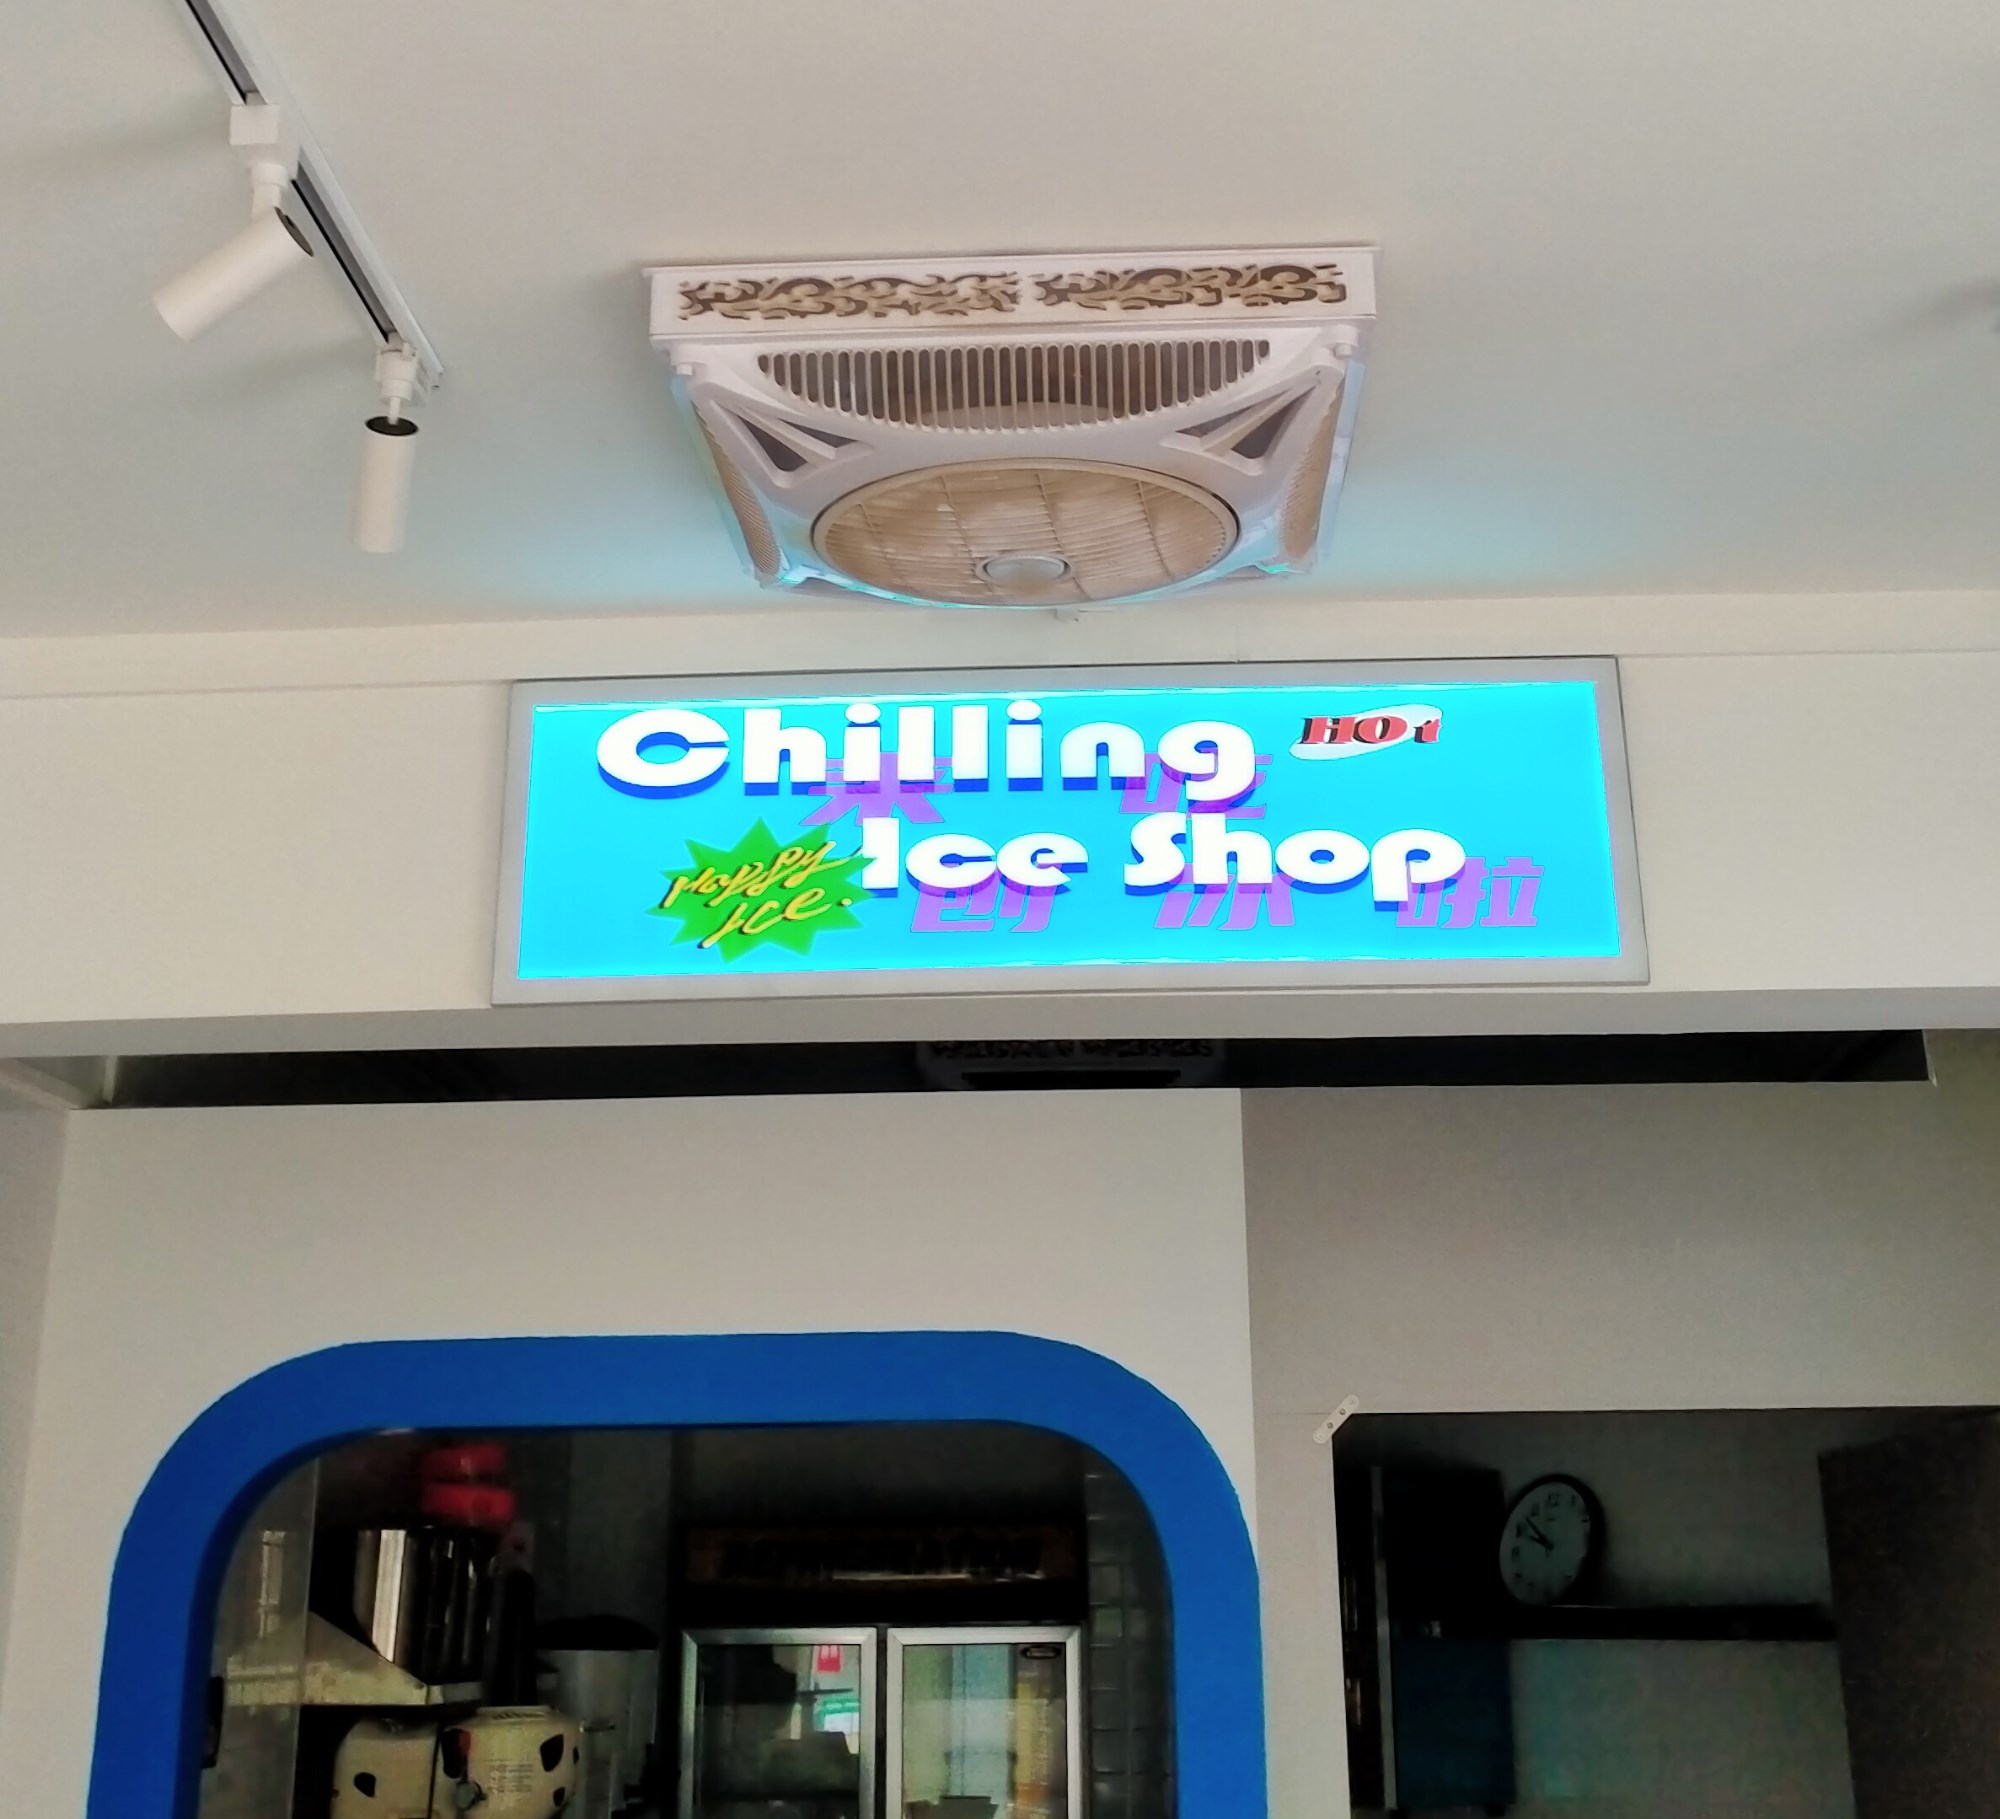 Chilling HOt
来吃
Ice Shop
Happy
Ice.
刨冰啦